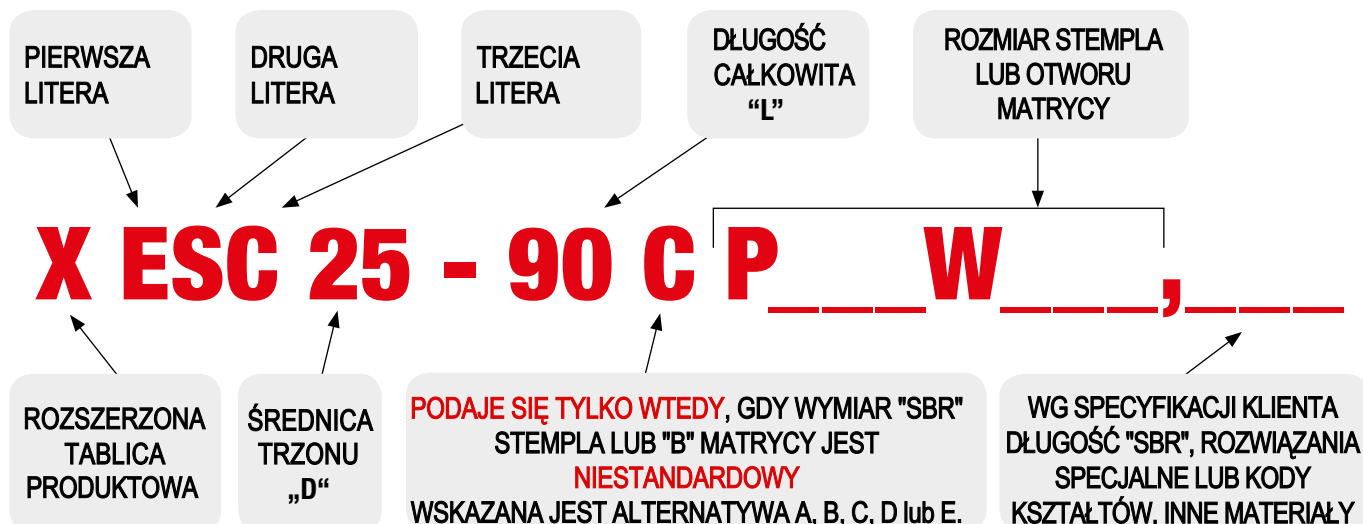 PIERWSZA
LITERA
DRUGA
LITERA
TRZECIA
LITERA
DŁUGOŚĆ
CAŁKOWITA
“L”
ROZMIAR STEMPLA
LUB OTWORU
MATRYCY
X ESC 25 - 90 C P___W___,___
ROZSZERZONA
TABLICA
PRODUKTOWA
ŚREDNICA
TRZONU
„D“
PODAJE SIĘ TYLKO WTEDY, GDY WYMIAR "SBR"
STEMPLA LUB "B" MATRYCY JEST
NIESTANDARDOWY
WSKAZANA JEST ALTERNATYWA A, B, C, D lub E.
WG SPECYFIKACJI KLIENTA
DŁUGOŚĆ "SBR", ROZWIĄZANIA
SPECJALNE LUB KODY
KSZTAŁTÓW, INNE MATERIAŁY